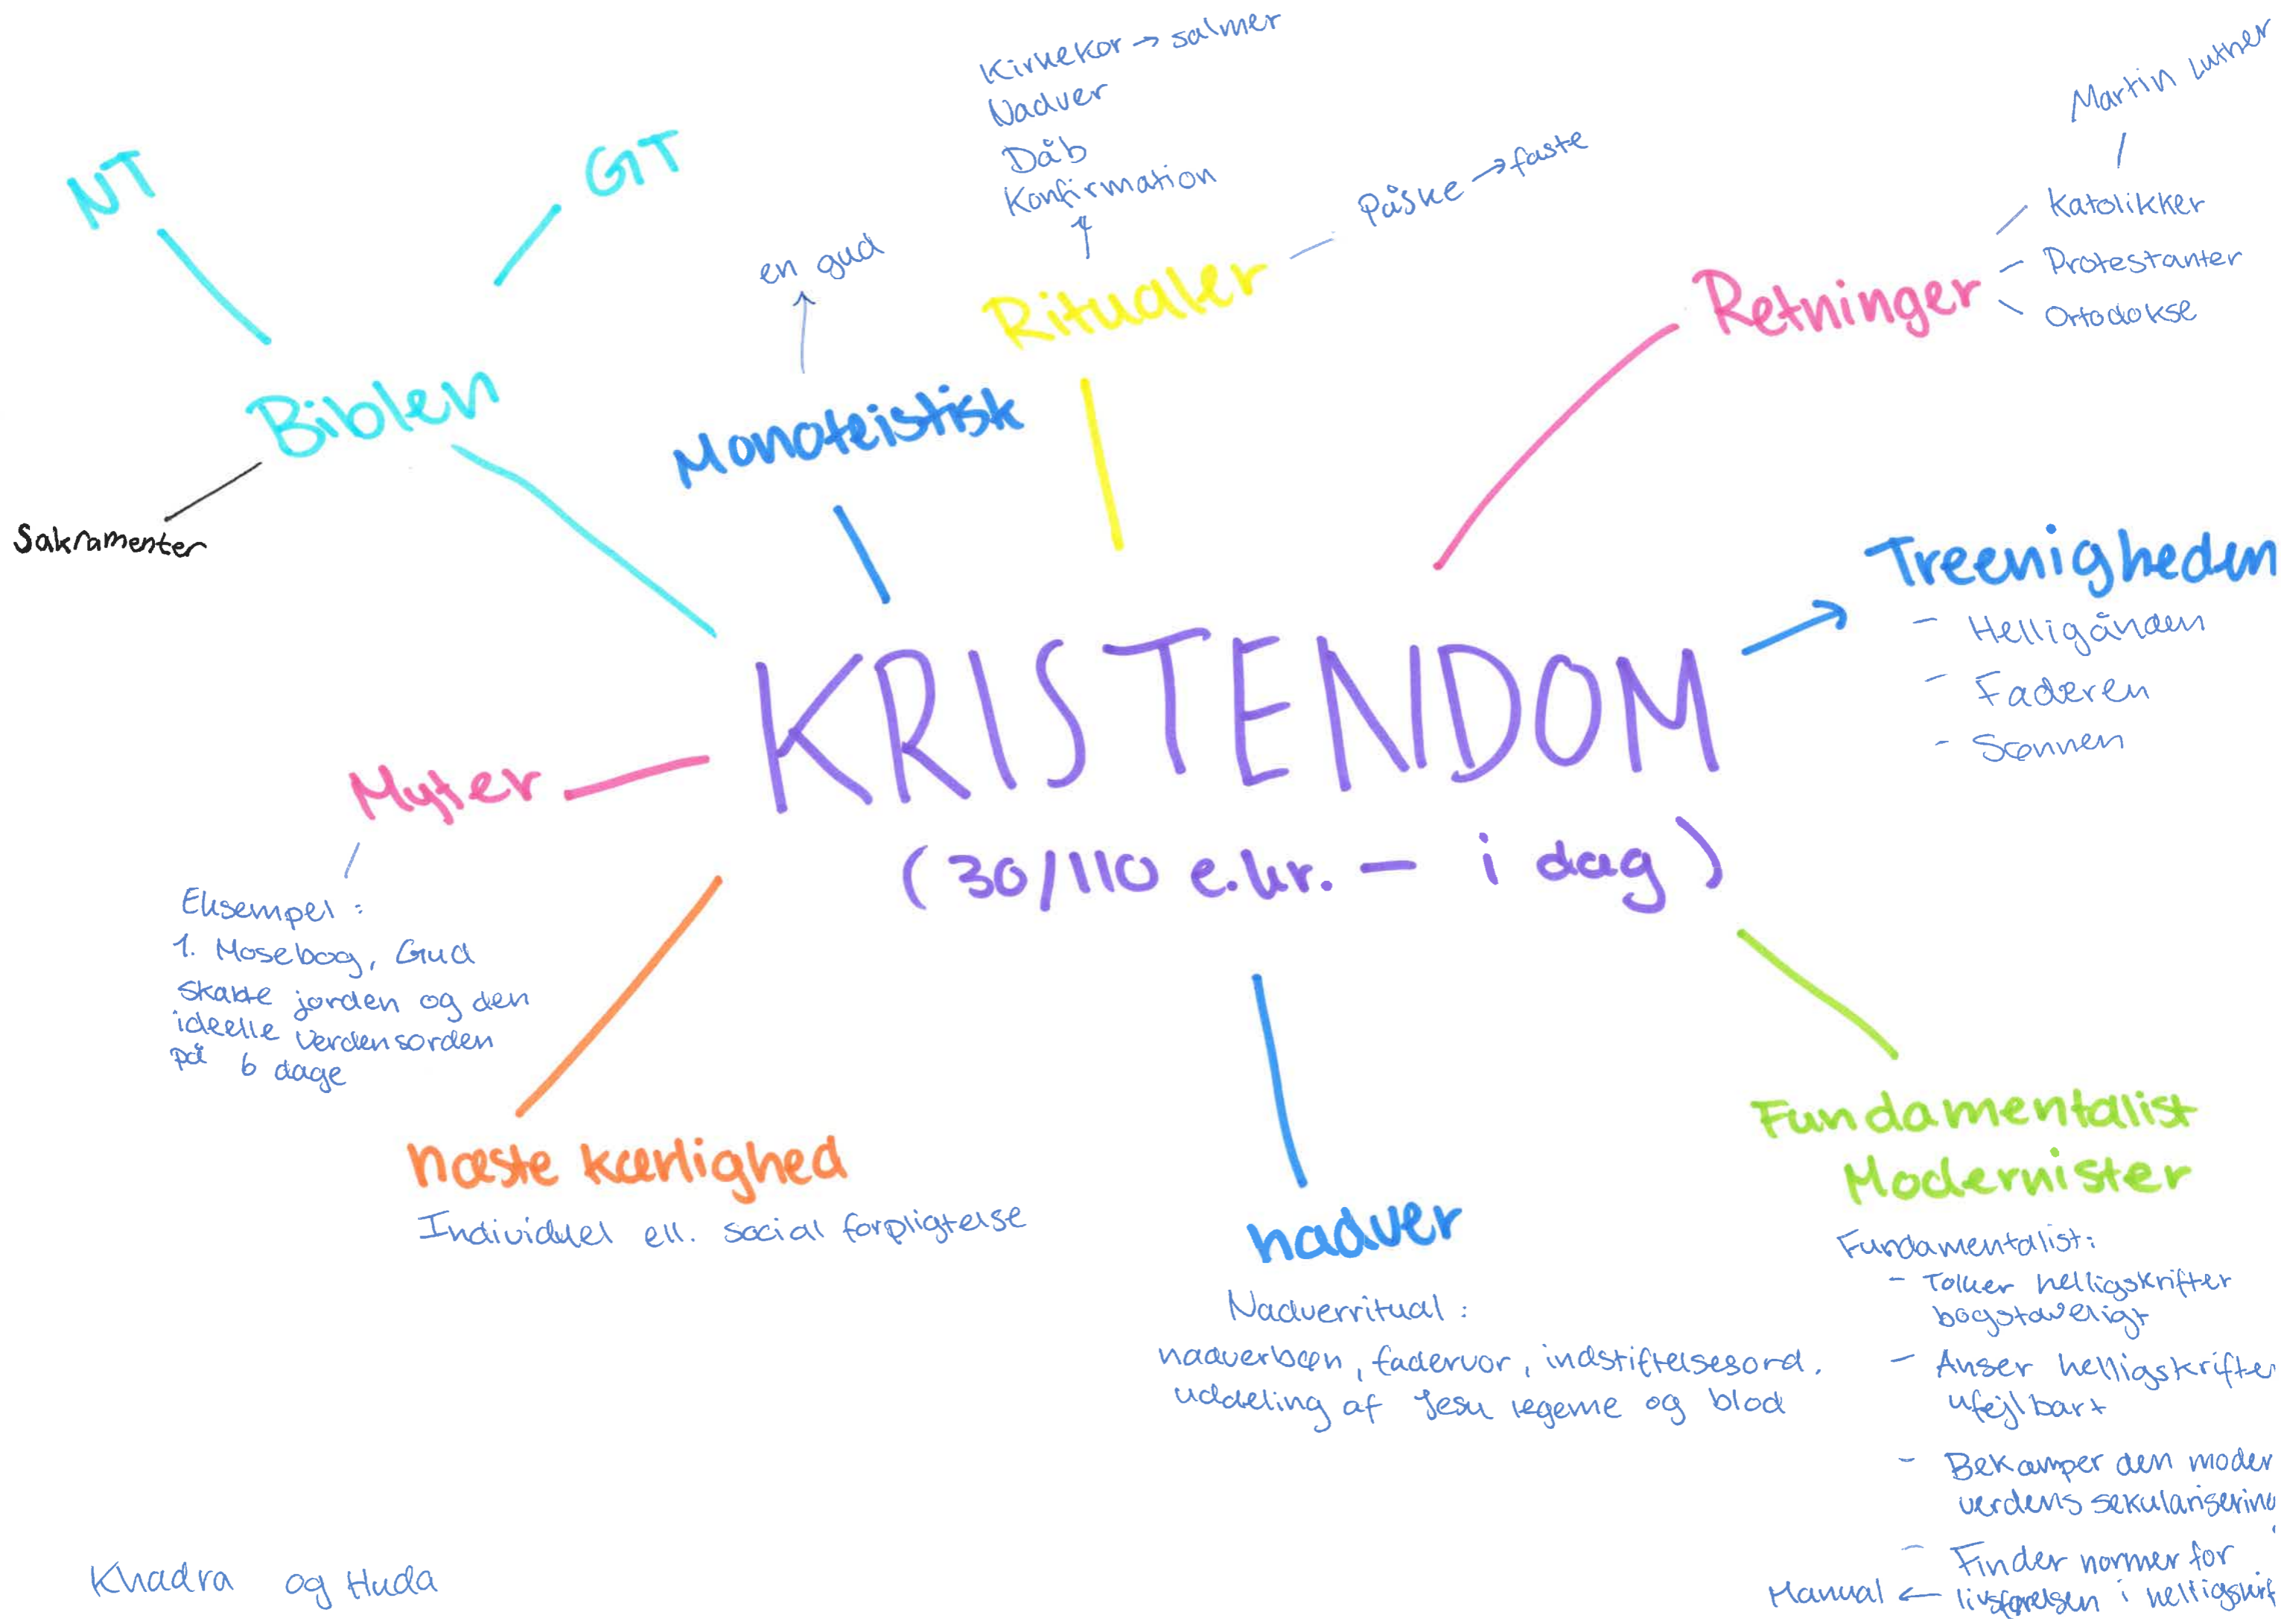 Kirkekor → salmer
Nadver
Dåb
Konfirmation
Påske → faste
Martin Luther
NT
GT
en gud
Ritualer
Retninger
Katolikker
Protestanter
Ortodokse
Biblen
Monoteistisk
Sakramenter
Treenigheden
- Helligånden
- Faderen
- Sønnen
KRISTENDOM
(30/110 e.kr. - i dag)
Myter
Eksempel:
1. Mosebog, Gud
skabte jorden og den
ideelle verdensorden
på 6 dage
næste kærlighed
Individuel ell. social forpligtelse
nadver
Nadverritual:
nadverbøn, fadervor, indstiftelsesord.
uddeling af Jesu legeme og blod
Fundamentalist
Modernister
Fundamentalist:
- Tolker helligskrifter
bogstaveligt
- Anser helligskrifte
ufejlbart
- Bekæmper den moder
verdens sekularisering
- Finder normer for
Manual ← livsførelsen i helligskrif
Khadra og Huda